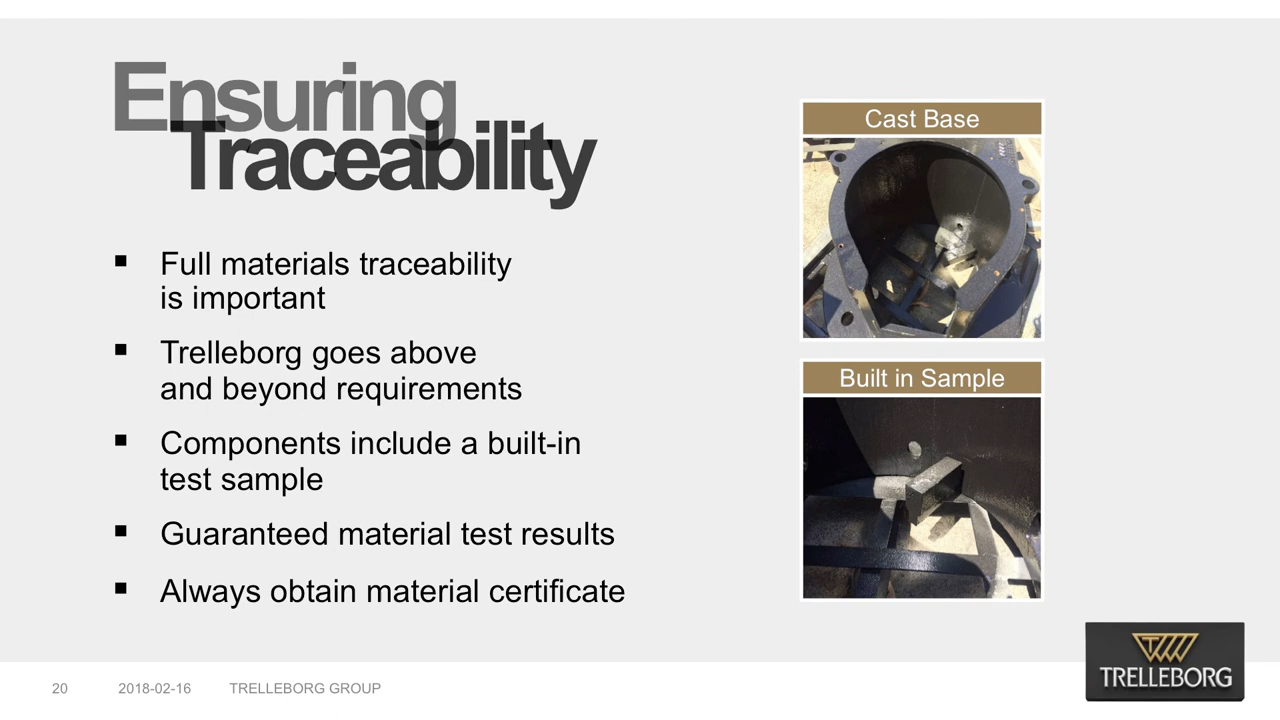 Ensuring
Traceability
▪ Full materials traceability
is important
▪ Trelleborg goes above
and beyond requirements
▪ Components include a built-in
test sample
▪ Guaranteed material test results
▪ Always obtain material certificate
Cast Base
Built in Sample
20 2018-02-16 TRELLEBORG GROUP
TRELLEBORG